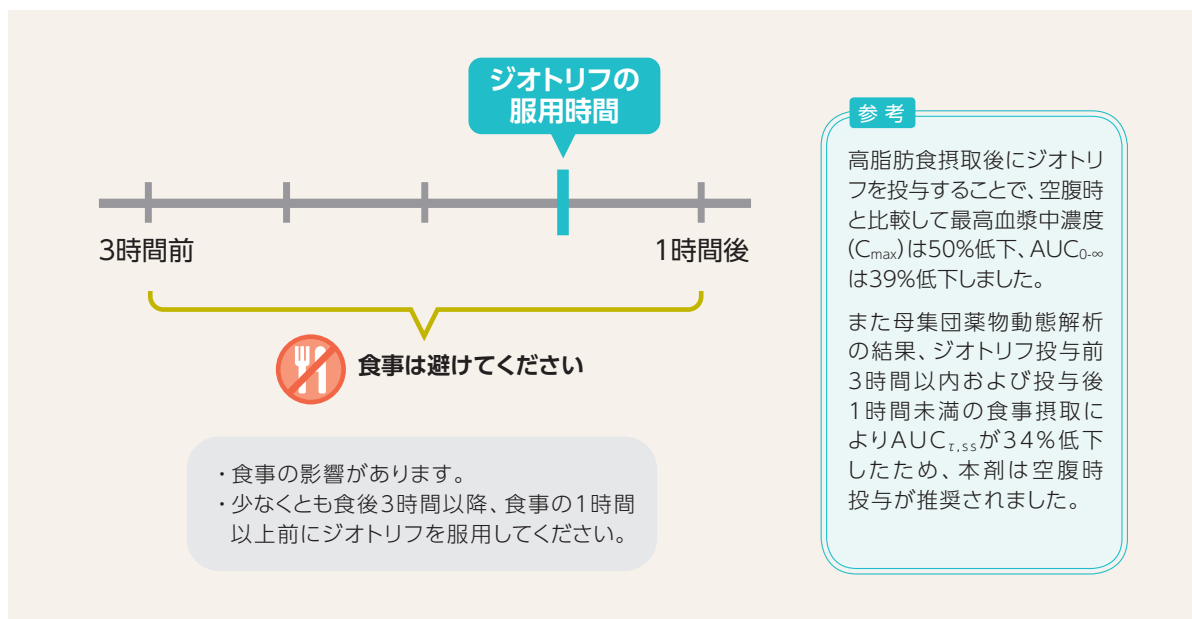 ジオトリフの
服用時間
3時間前
1時間後
食事は避けてください
・食事の影響があります。
・少なくとも食後3時間以降、食事の1時間
以上前にジオトリフを服用してください。
参考
高脂肪食摂取後にジオトリ
フを投与することで、空腹時
と比較して最高血漿中濃度
(Cmax)は50%低下、AUC0-∞
は39%低下しました。
また母集団薬物動態解析
の結果、ジオトリフ投与前
3時間以内および投与後
1時間未満の食事摂取に
よりAUCτ,ssが34%低下
したため、本剤は空腹時
投与が推奨されました。